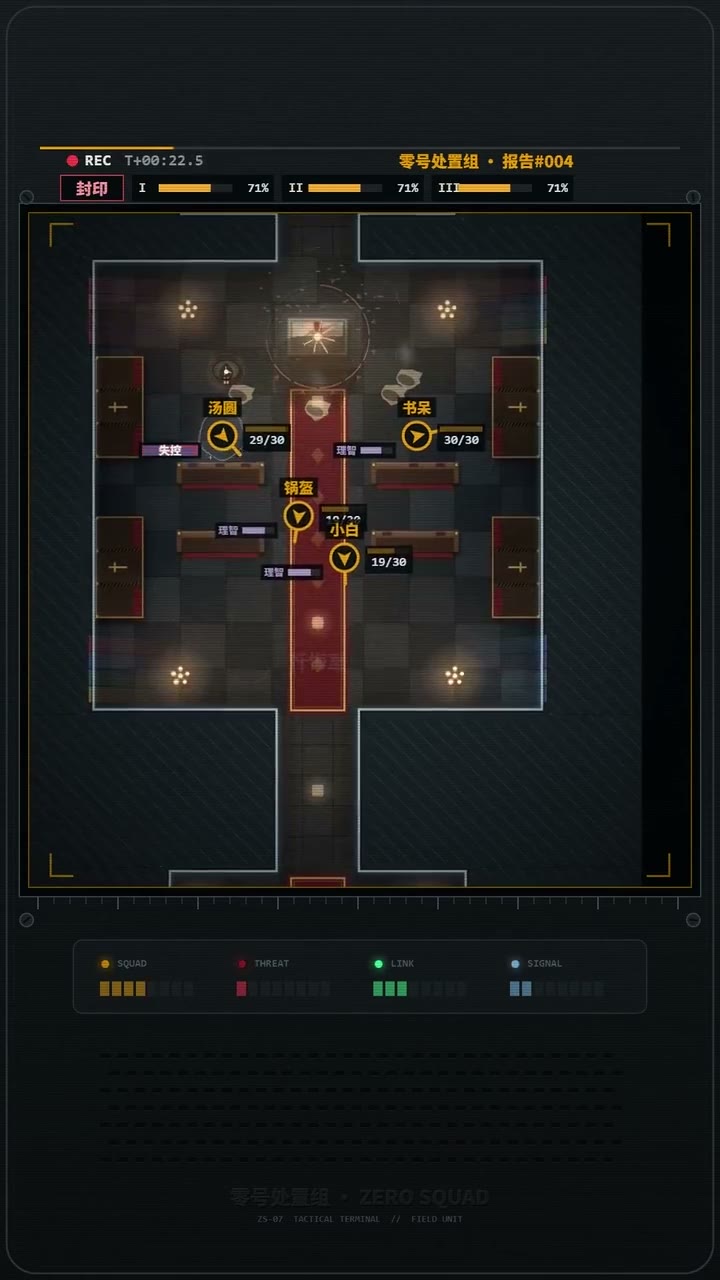 REC T+00:22.5 零号处置组 • 报告#004
封印 I 71% II 71% III 71%
汤圆 书呆
29/30 30/30
失控 理智
锅盔
理智 小白
19/30
理智
忏悔室
SQUAD THREAT LINK SIGNAL
零号处置组 • ZERO SQUAD
ZS-07 TACTICAL TERMINAL // FIELD UNIT